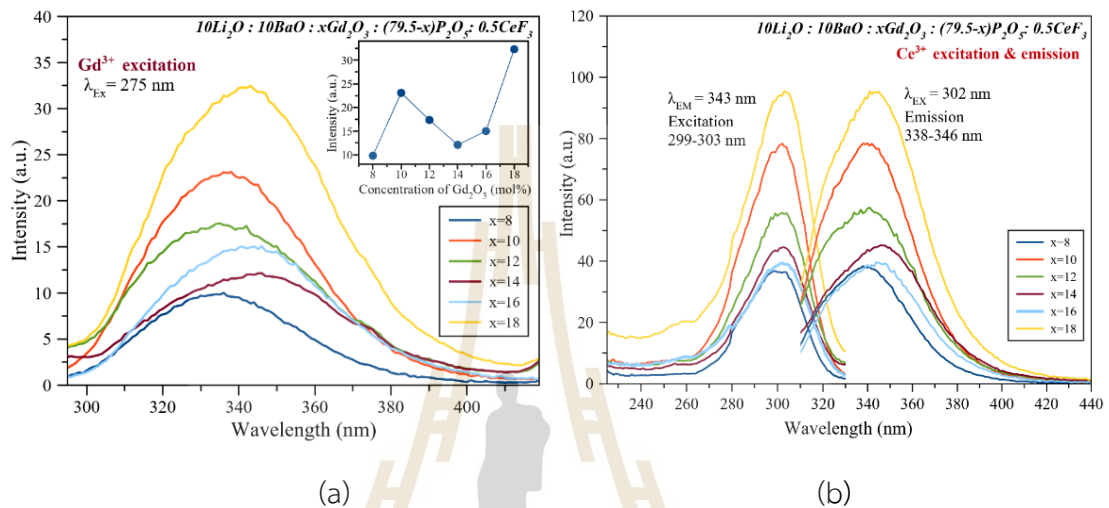 10Li₂O : 10BaO : xGd₂O₃ : (79.5-x)P₂O₅: 0.5CeF₃
Gd³⁺ excitation
λEx = 275 nm
Intensity (a.u.)
40
35
30
25
20
15
10
5
0
300
320
340
360
380
400
Wavelength (nm)
Intensity (a.u.)
30
25
20
15
10
8
10
12
14
16
18
Concentration of Gd₂O₃ (mol%)
x=8
x=10
x=12
x=14
x=16
x=18
(a)
10Li₂O : 10BaO : xGd₂O₃ : (79.5-x)P₂O₅: 0.5CeF₃
Ce³⁺ excitation & emission
λEM = 343 nm
Excitation
299-303 nm
λEX = 302 nm
Emission
338-346 nm
Intensity (a.u.)
120
100
80
60
40
20
0
240
260
280
300
320
340
360
380
400
420
440
Wavelength (nm)
x=8
x=10
x=12
x=14
x=16
x=18
(b)